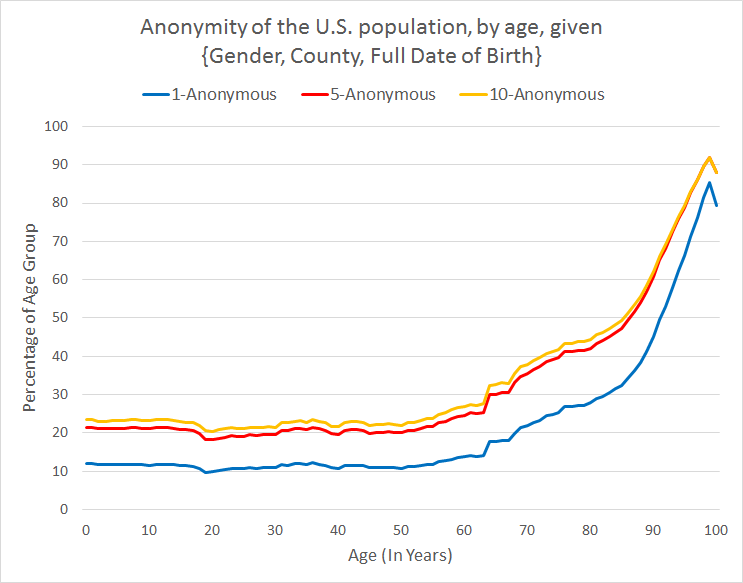 Anonymity of the U.S. population, by age, given
{Gender, County, Full Date of Birth}
1-Anonymous 5-Anonymous 10-Anonymous
100
90
80
70
60
50
40
30
20
10
0
Percentage of Age Group
0 10 20 30 40 50 60 70 80 90 100
Age (In Years)